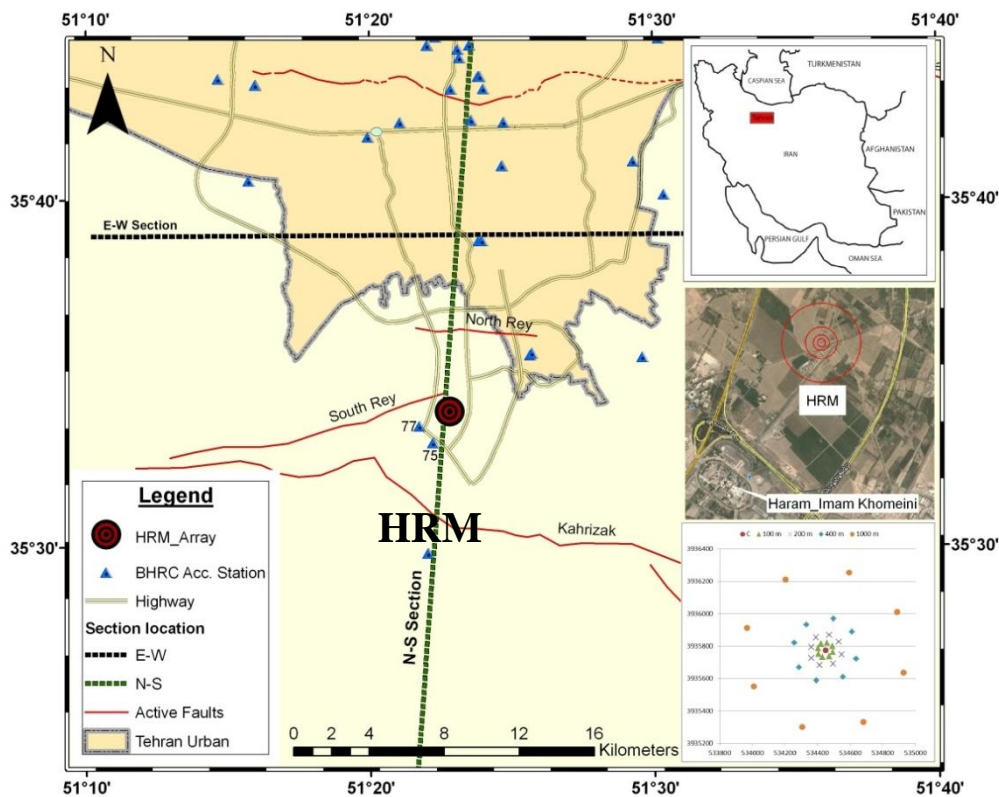 51°10' 51°20' 51°30' 51°40'
N
35°40'
E-W Section
North Rey
South Rey
77
75
HRM
Kahrizak
35°30'
N-S Section
Legend
HRM_Array
BHRC Acc. Station
Highway
Section location
E-W
N-S
Active Faults
Tehran Urban
0 2 4 8 12 16
Kilometers
51°10' 51°20' 51°30' 51°40'
TURKMENISTAN
CASPIAN SEA
Tehran
IRAN
AFGHANISTAN
PAKISTAN
PERSIAN GULF
OMAN SEA
35°40'
HRM
Haram_Imam Khomeini
35°30'
C 100 m 200 m 400 m 1000 m
3936400
3936200
3936000
3935800
3935600
3935400
3935200
533800 534000 534200 534400 534600 534800 535000